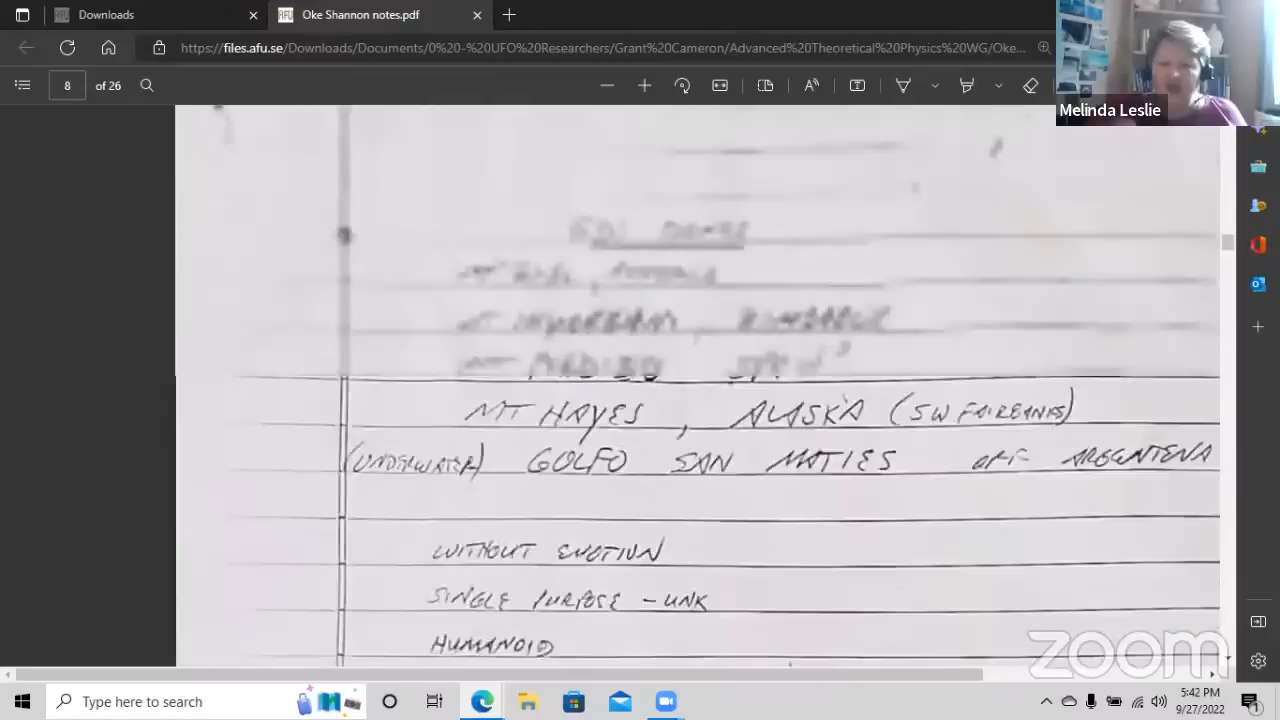 Downloads
Oke Shannon notes.pdf
https://files.afu.se/Downloads/Documents/0%20-%20UFO%20Researchers/Grant%20Cameron/Advanced%20Theoretical%20Physics%20WG/Oke...
8 of 26
Melinda Leslie
MT HAYES, ALASKA (SW FAIRBANKS)
(UNDERWATER) GOLFO SAN MATIES OFF ARGENTENA
WITHOUT EMOTION
SINGLE PURPOSE - UNK
HUMANOID
zoom
Type here to search
5:42 PM
9/27/2022